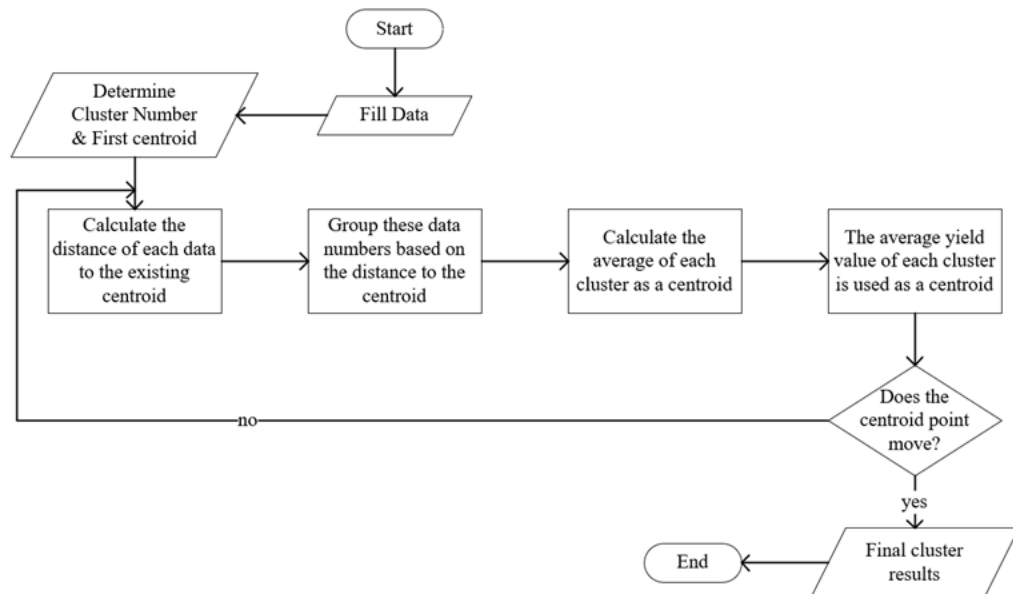 Start
Fill Data
Determine
Cluster Number
& First centroid
Calculate the
distance of each data
to the existing
centroid
Group these data
numbers based on
the distance to the
centroid
Calculate the
average of each
cluster as a centroid
The average yield
value of each cluster
is used as a centroid
Does the
centroid point
move?
no
yes
Final cluster
results
End